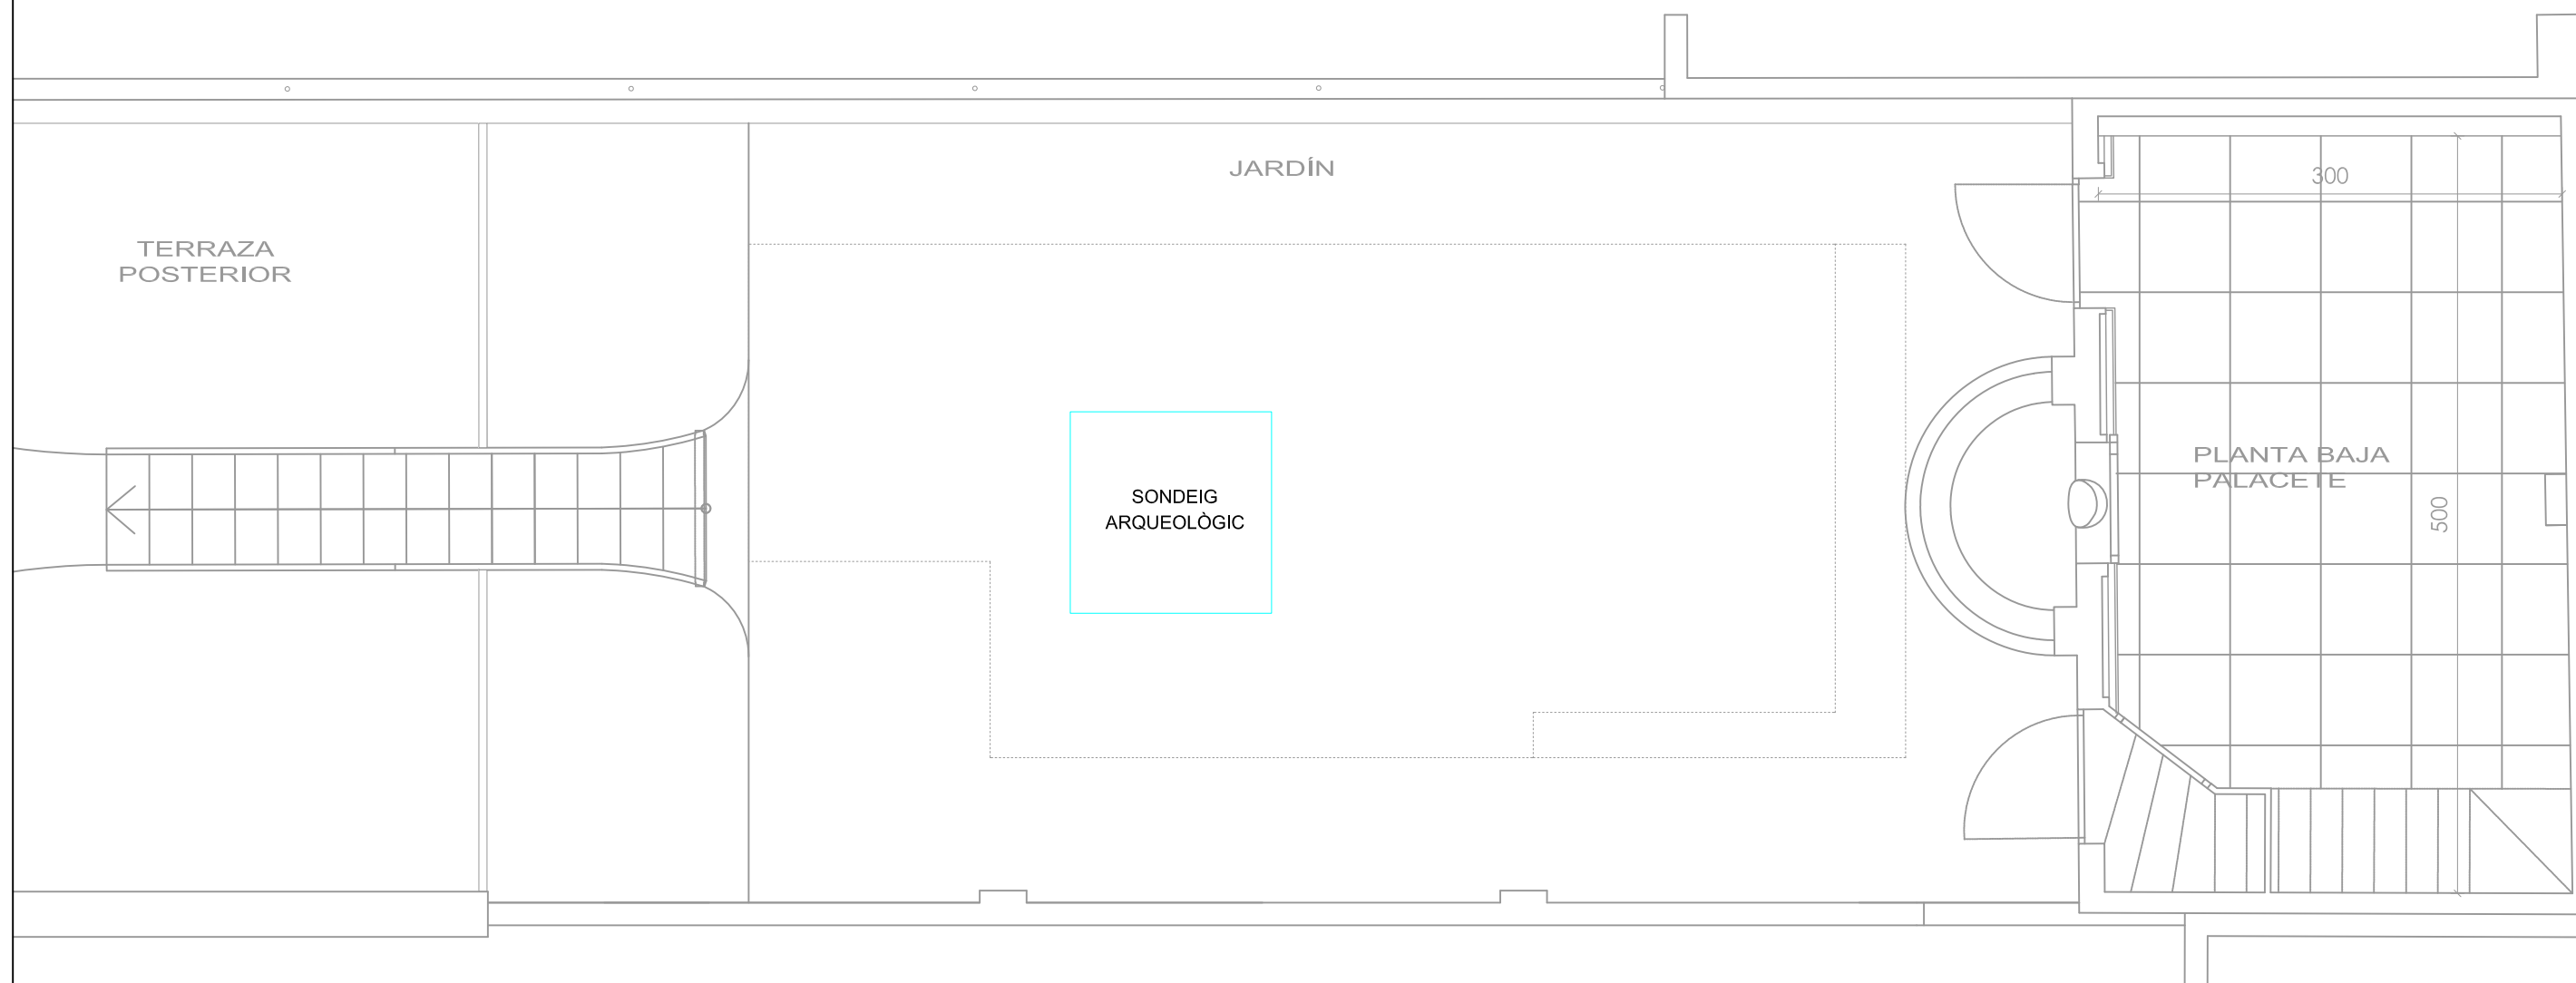 JARDÍN
300
TERRAZA
POSTERIOR
PLANTA BAJA
PALACETE
SONDEIG
ARQUEOLÒGIC
500